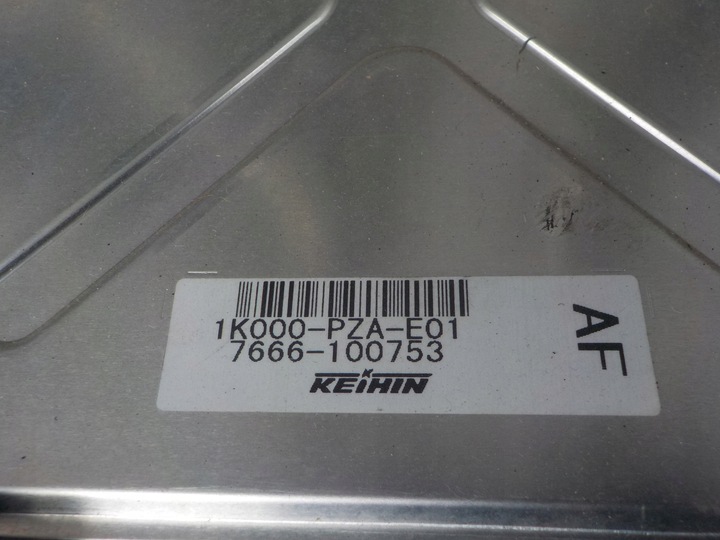 1K000-PZA-E01
7666-100753
KEIHIN
AF